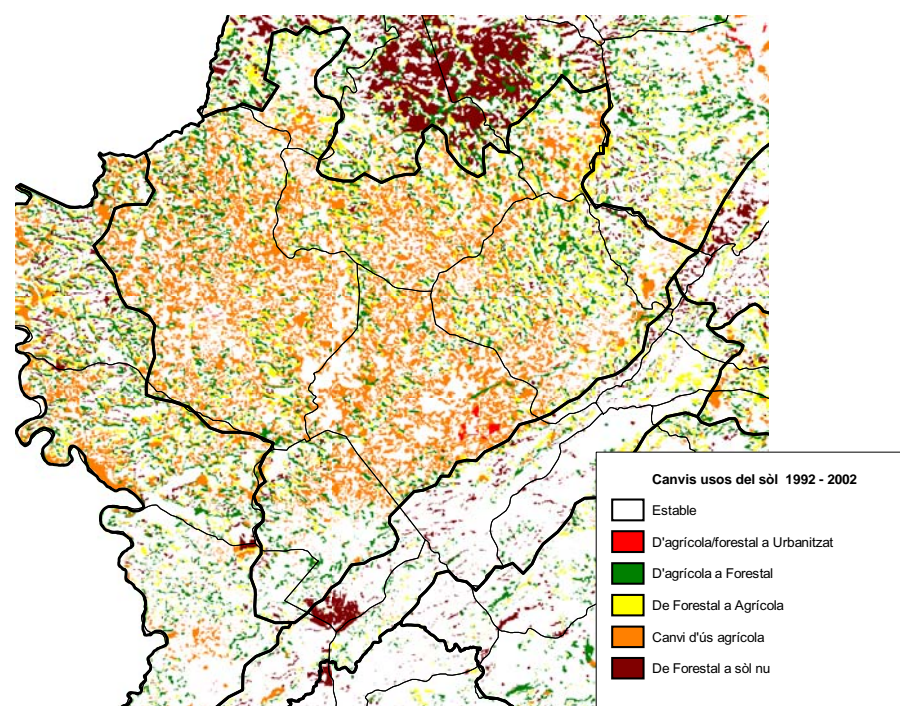 Canvis usos del sòl 1992 - 2002
Estable
D'agrícola/forestal a Urbanitzat
D'agrícola a Forestal
De Forestal a Agrícola
Canvi d'ús agrícola
De Forestal a sòl nu